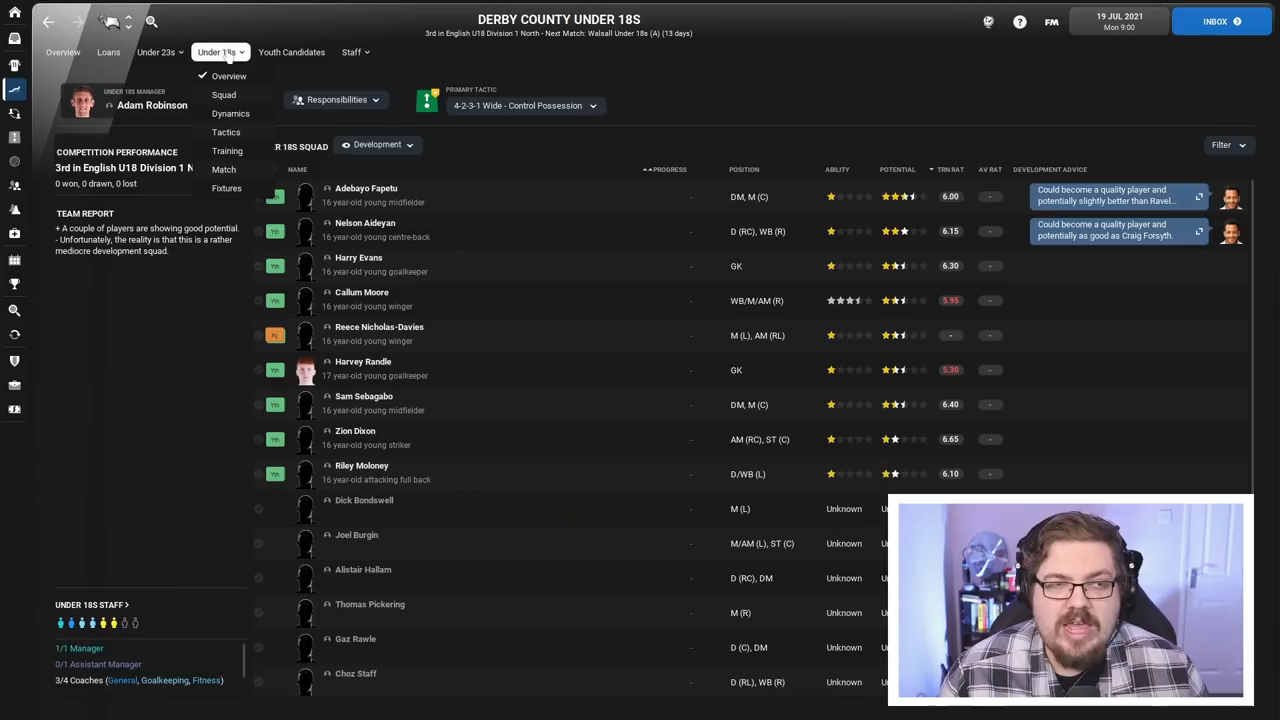 DERBY COUNTY UNDER 18S
3rd in English U18 Division 1 North - Next Match: Walsall Under 18s (A) (13 days)
FM
19 JUL 2021
Mon 9:00
INBOX
Overview
Loans
Under 23s
Under 18s
Youth Candidates
Staff
Overview
Squad
Dynamics
Tactics
Training
Match
Fixtures
UNDER 18S MANAGER
Adam Robinson
Responsibilities
PRIMARY TACTIC
4-2-3-1 Wide - Control Possession
COMPETITION PERFORMANCE
3rd in English U18 Division 1 N
0 won, 0 drawn, 0 lost
TEAM REPORT
+ A couple of players are showing good potential.
- Unfortunately, the reality is that this is a rather
mediocre development squad.
UNDER 18S STAFF
1/1 Manager
0/1 Assistant Manager
3/4 Coaches (General, Goalkeeping, Fitness)
R 18S SQUAD
Development
Filter
NAME PROGRESS POSITION ABILITY POTENTIAL TRN RAT AV RAT DEVELOPMENT ADVICE
Yth Adebayo Fapetu - DM, M (C) 6.00 -
16 year-old young midfielder
Could become a quality player and
potentially slightly better than Ravel...
Yth Nelson Aideyan - D (RC), WB (R) 6.15 -
16 year-old young centre-back
Could become a quality player and
potentially as good as Craig Forsyth.
Yth Harry Evans - GK 6.30 -
16 year-old young goalkeeper
Yth Callum Moore - WB/M/AM (R) 5.95 -
16 year-old young winger
Inj Reece Nicholas-Davies - M (L), AM (RL) - -
16 year-old young winger
Yth Harvey Randle - GK 5.30 -
17 year-old young goalkeeper
Yth Sam Sebagabo - DM, M (C) 6.40 -
16 year-old young midfielder
Yth Zion Dixon - AM (RC), ST (C) 6.65 -
16 year-old young striker
Yth Riley Moloney - D/WB (L) 6.10 -
16 year-old attacking full back
Dick Bondswell - M (L) Unknown
Joel Burgin - M/AM (L), ST (C) Unknown
Alistair Hallam - D (RC), DM Unknown
Thomas Pickering - M (R) Unknown
Gaz Rawle - D (C), DM Unknown
Choz Staff - D (RL), WB (R) Unknown